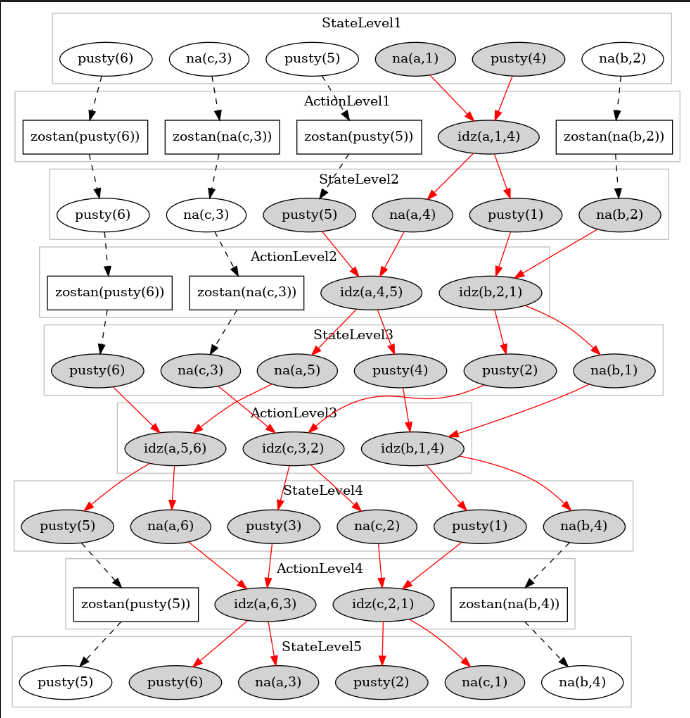 StateLevel1
pusty(6) na(c,3) pusty(5) na(a,1) pusty(4) na(b,2)
ActionLevel1
zostan(pusty(6)) zostan(na(c,3)) zostan(pusty(5)) idz(a,1,4) zostan(na(b,2))
StateLevel2
pusty(6) na(c,3) pusty(5) na(a,4) pusty(1) na(b,2)
ActionLevel2
zostan(pusty(6)) zostan(na(c,3)) idz(a,4,5) idz(b,2,1)
StateLevel3
pusty(6) na(c,3) na(a,5) pusty(4) pusty(2) na(b,1)
ActionLevel3
idz(a,5,6) idz(c,3,2) idz(b,1,4)
StateLevel4
pusty(5) na(a,6) pusty(3) na(c,2) pusty(1) na(b,4)
ActionLevel4
zostan(pusty(5)) idz(a,6,3) idz(c,2,1) zostan(na(b,4))
StateLevel5
pusty(5) pusty(6) na(a,3) pusty(2) na(c,1) na(b,4)